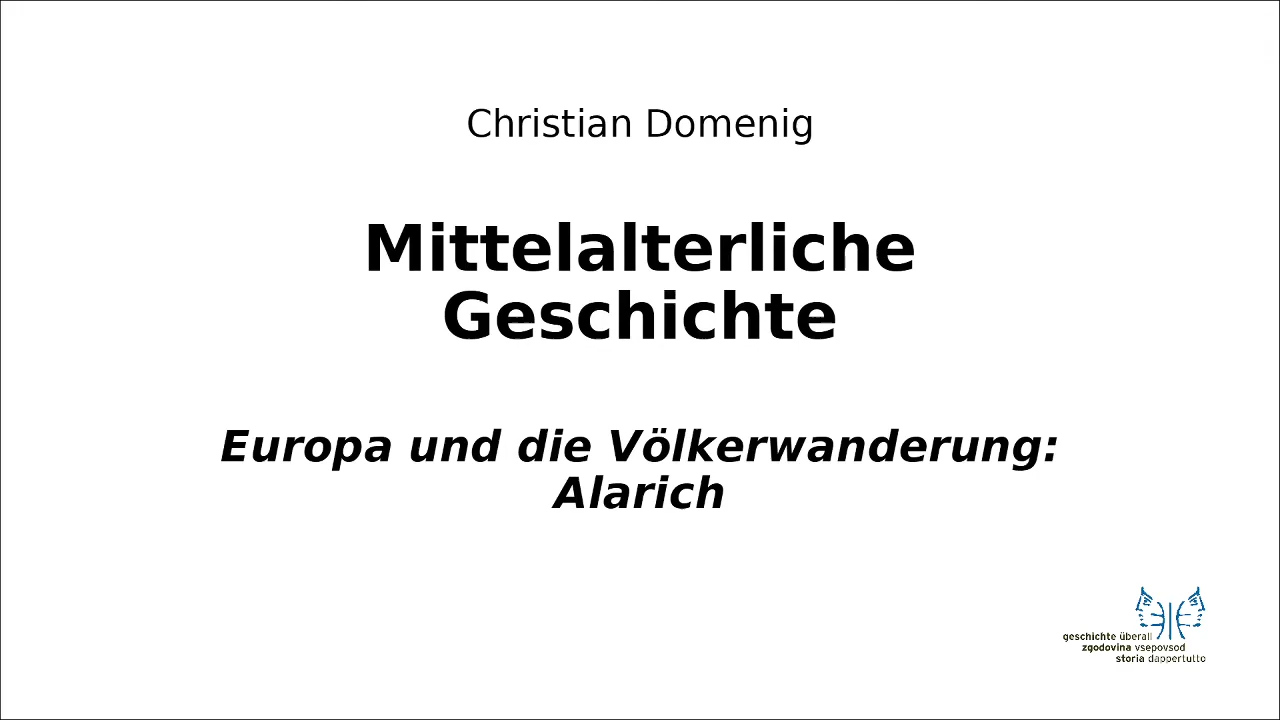 Christian Domenig
Mittelalterliche
Geschichte
Europa und die Völkerwanderung:
Alarich
geschichte überall
zgodovina vsepovsod
storia dappertutto